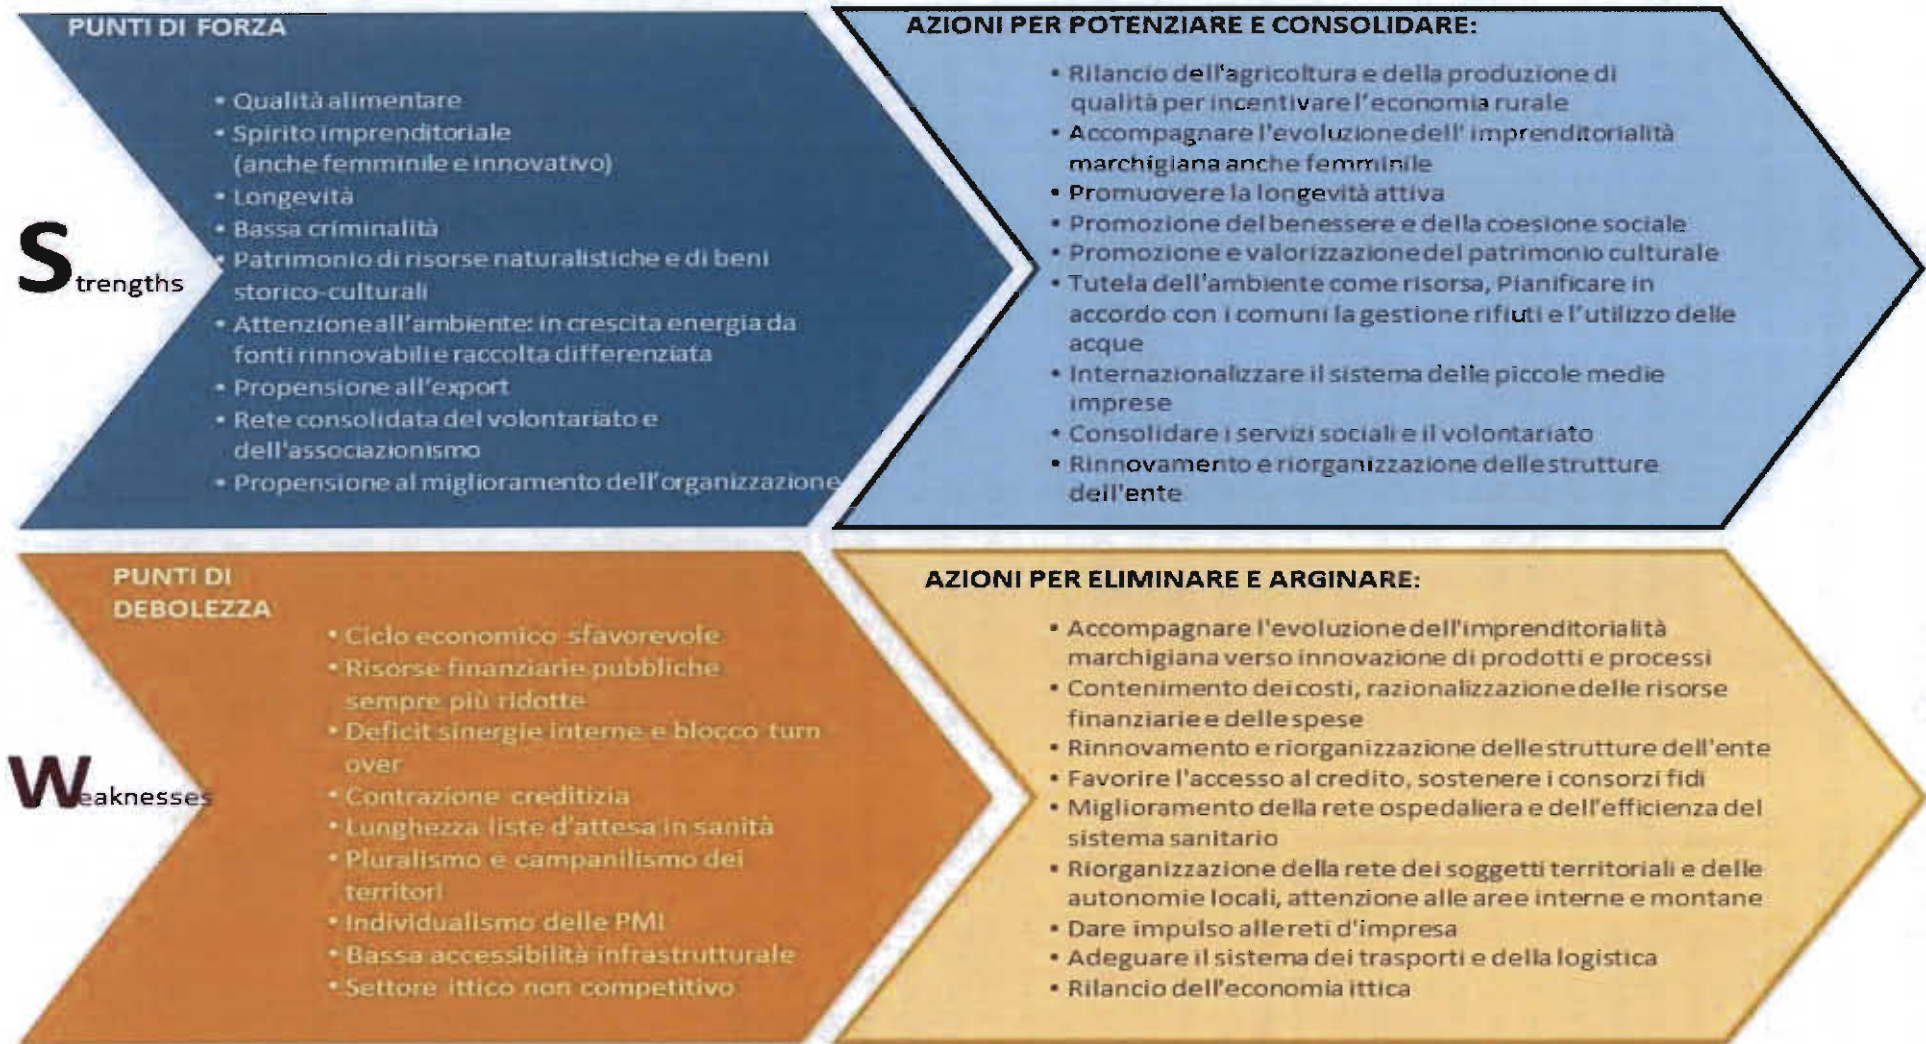 PUNTI DI FORZA
• Qualità alimentare
• Spirito imprenditoriale
(anche femminile e innovativo)
• Longevità
• Bassa criminalità
• Patrimonio di risorse naturalistiche e di beni
storico-culturali
• Attenzione all'ambiente: in crescita energia da
fonti rinnovabili e raccolta differenziata
• Propensione all'export
• Rete consolidata del volontariato e
dell'associazionismo
• Propensione al miglioramento dell'organizzazione
Strengths
AZIONI PER POTENZIARE E CONSOLIDARE:
• Rilancio dell'agricoltura e della produzione di
qualità per incentivare l'economia rurale
• Accompagnare l'evoluzione dell' imprenditorialità
marchigiana anche femminile
• Promuovere la longevità attiva
• Promozione del benessere e della coesione sociale
• Promozione e valorizzazione del patrimonio culturale
• Tutela dell'ambiente come risorsa, Pianificare in
accordo con i comuni la gestione rifiuti e l'utilizzo delle
acque
• Internazionalizzare il sistema delle piccole medie
imprese
• Consolidare i servizi sociali e il volontariato
• Rinnovamento e riorganizzazione delle strutture
dell'ente
PUNTI DI
DEBOLEZZA
• Ciclo economico sfavorevole
• Risorse finanziarie pubbliche
sempre più ridotte
• Deficit sinergie interne e blocco turn
over
• Contrazione creditizia
• Lunghezza liste d'attesa in sanità
• Pluralismo e campanilismo dei
territori
• Individualismo delle PMI
• Bassa accessibilità infrastrutturale
• Settore ittico non competitivo
Weaknesses
AZIONI PER ELIMINARE E ARGINARE:
• Accompagnare l'evoluzione dell'imprenditorialità
marchigiana verso innovazione di prodotti e processi
• Contenimento dei costi, razionalizzazione delle risorse
finanziarie e delle spese
• Rinnovamento e riorganizzazione delle strutture dell'ente
• Favorire l'accesso al credito, sostenere i consorzi fidi
• Miglioramento della rete ospedaliera e dell'efficienza del
sistema sanitario
• Riorganizzazione della rete dei soggetti territoriali e delle
autonomie locali, attenzione alle aree interne e montane
• Dare impulso alle reti d'impresa
• Adeguare il sistema dei trasporti e della logistica
• Rilancio dell'economia ittica